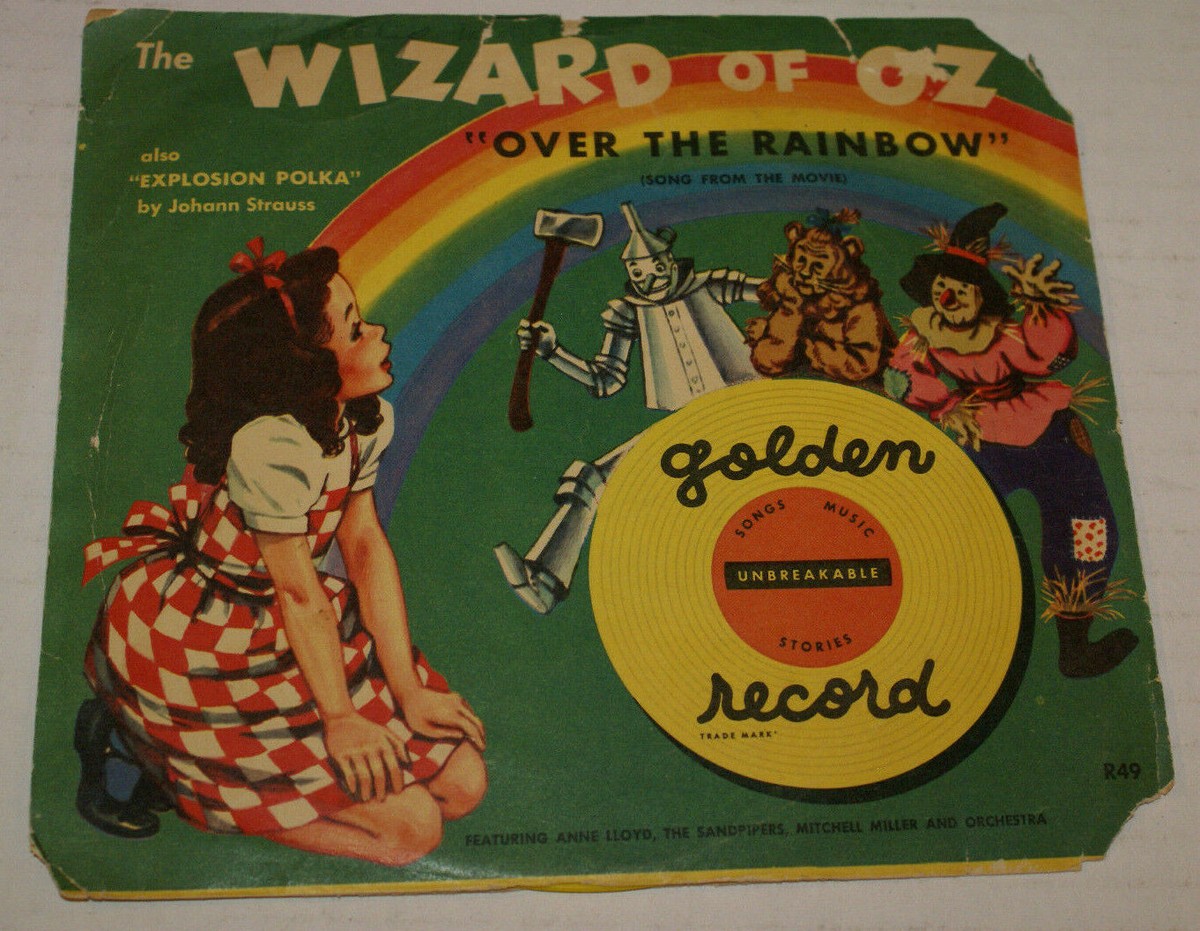 The WIZARD OF OZ
"OVER THE RAINBOW"
(SONG FROM THE MOVIE)
also
"EXPLOSION POLKA"
by Johann Strauss
golden
SONGS MUSIC
UNBREAKABLE
STORIES
record
TRADE MARK
R49
FEATURING ANNE LLOYD, THE SANDPIPERS, MITCHELL MILLER AND ORCHESTRA